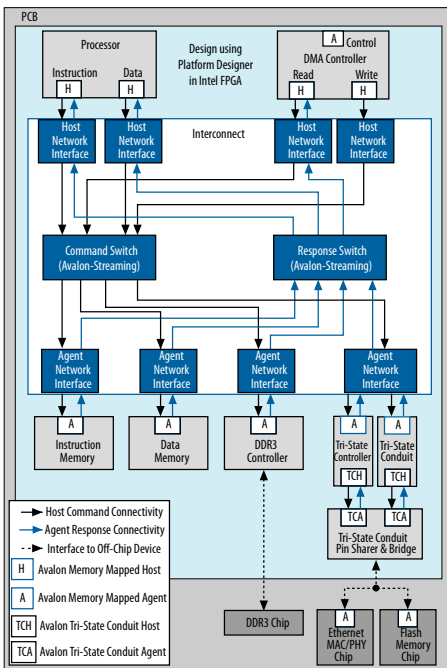 PCB
Processor
Design using
Platform Designer
in Intel FPGA
A
Control
DMA Controller
Instruction
Data
Read
Write
H
H
H
H
Host
Network
Interface
Host
Network
Interface
Interconnect
Host
Network
Interface
Host
Network
Interface
Command Switch
(Avalon-Streaming)
Response Switch
(Avalon-Streaming)
Agent
Network
Interface
Agent
Network
Interface
Agent
Network
Interface
Agent
Network
Interface
A
Instruction
Memory
A
Data
Memory
A
DDR3
Controller
A
Tri-State
Controller
TCH
A
Tri-State
Conduit
TCH
TCA
TCA
Tri-State Conduit
Pin Sharer & Bridge
Host Command Connectivity
Agent Response Connectivity
Interface to Off-Chip Device
H
Avalon Memory Mapped Host
A
Avalon Memory Mapped Agent
TCH
Avalon Tri-State Conduit Host
TCA
Avalon Tri-State Conduit Agent
DDR3 Chip
A
Ethernet
MAC/PHY
Chip
A
Flash
Memory
Chip